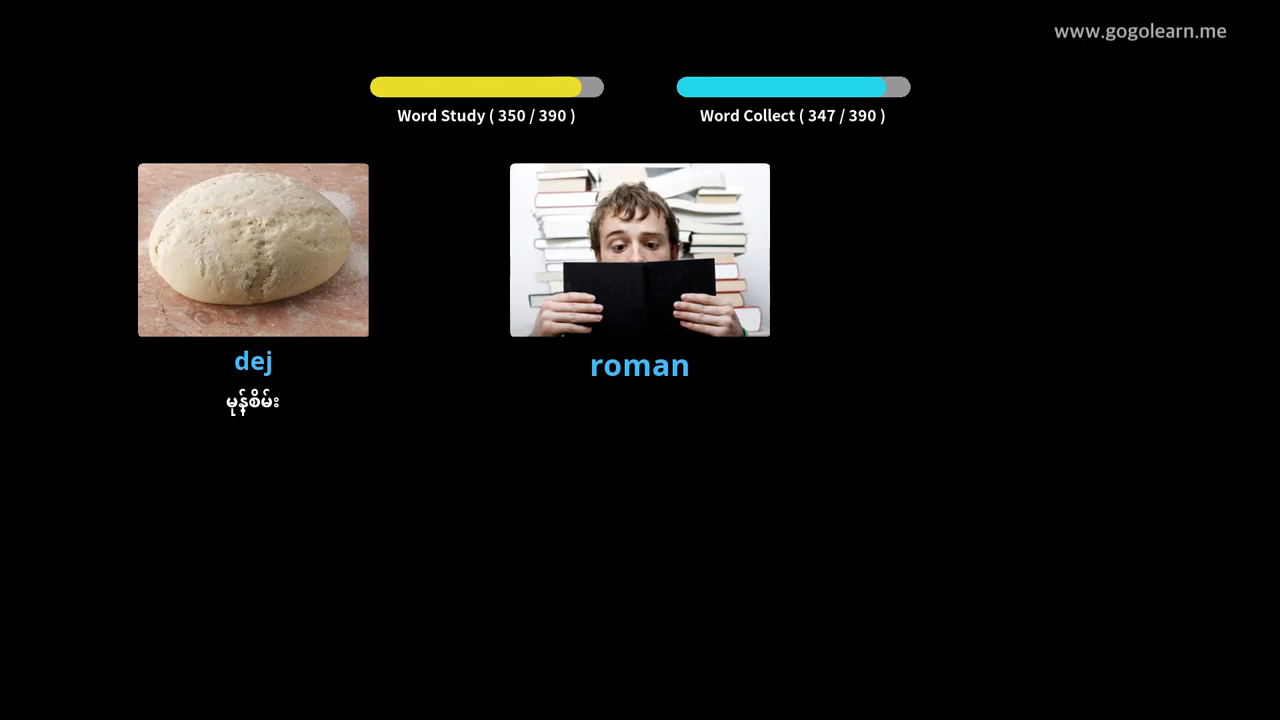 www.gogolearn.me
Word Study ( 350 / 390 )
Word Collect ( 347 / 390 )
dej
roman
မုန့်စိမ်း